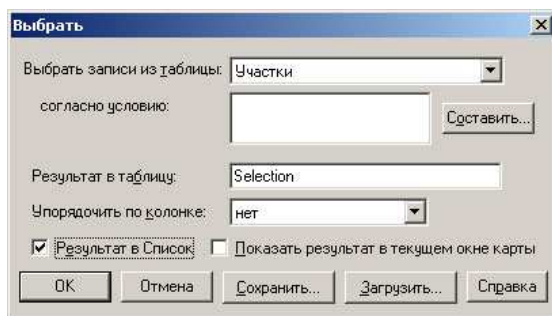 Выбрать
Выбрать записи из таблицы: Участки
согласно условию:
Составить...
Результат в таблицу: Selection
Упорядочить по колонке: нет
Результат в Список Показать результат в текущем окне карты
OK Отмена Сохранить... Загрузить... Справка